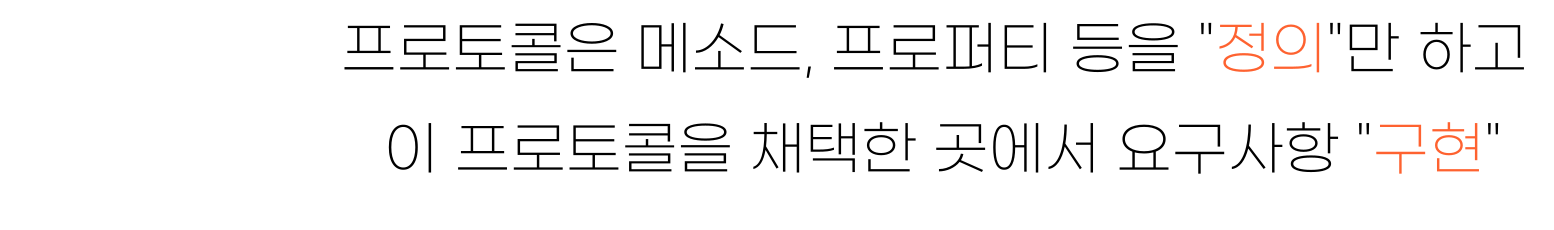 프로토콜은 메소드, 프로퍼티 등을 "정의"만 하고
이 프로토콜을 채택한 곳에서 요구사항 "구현"